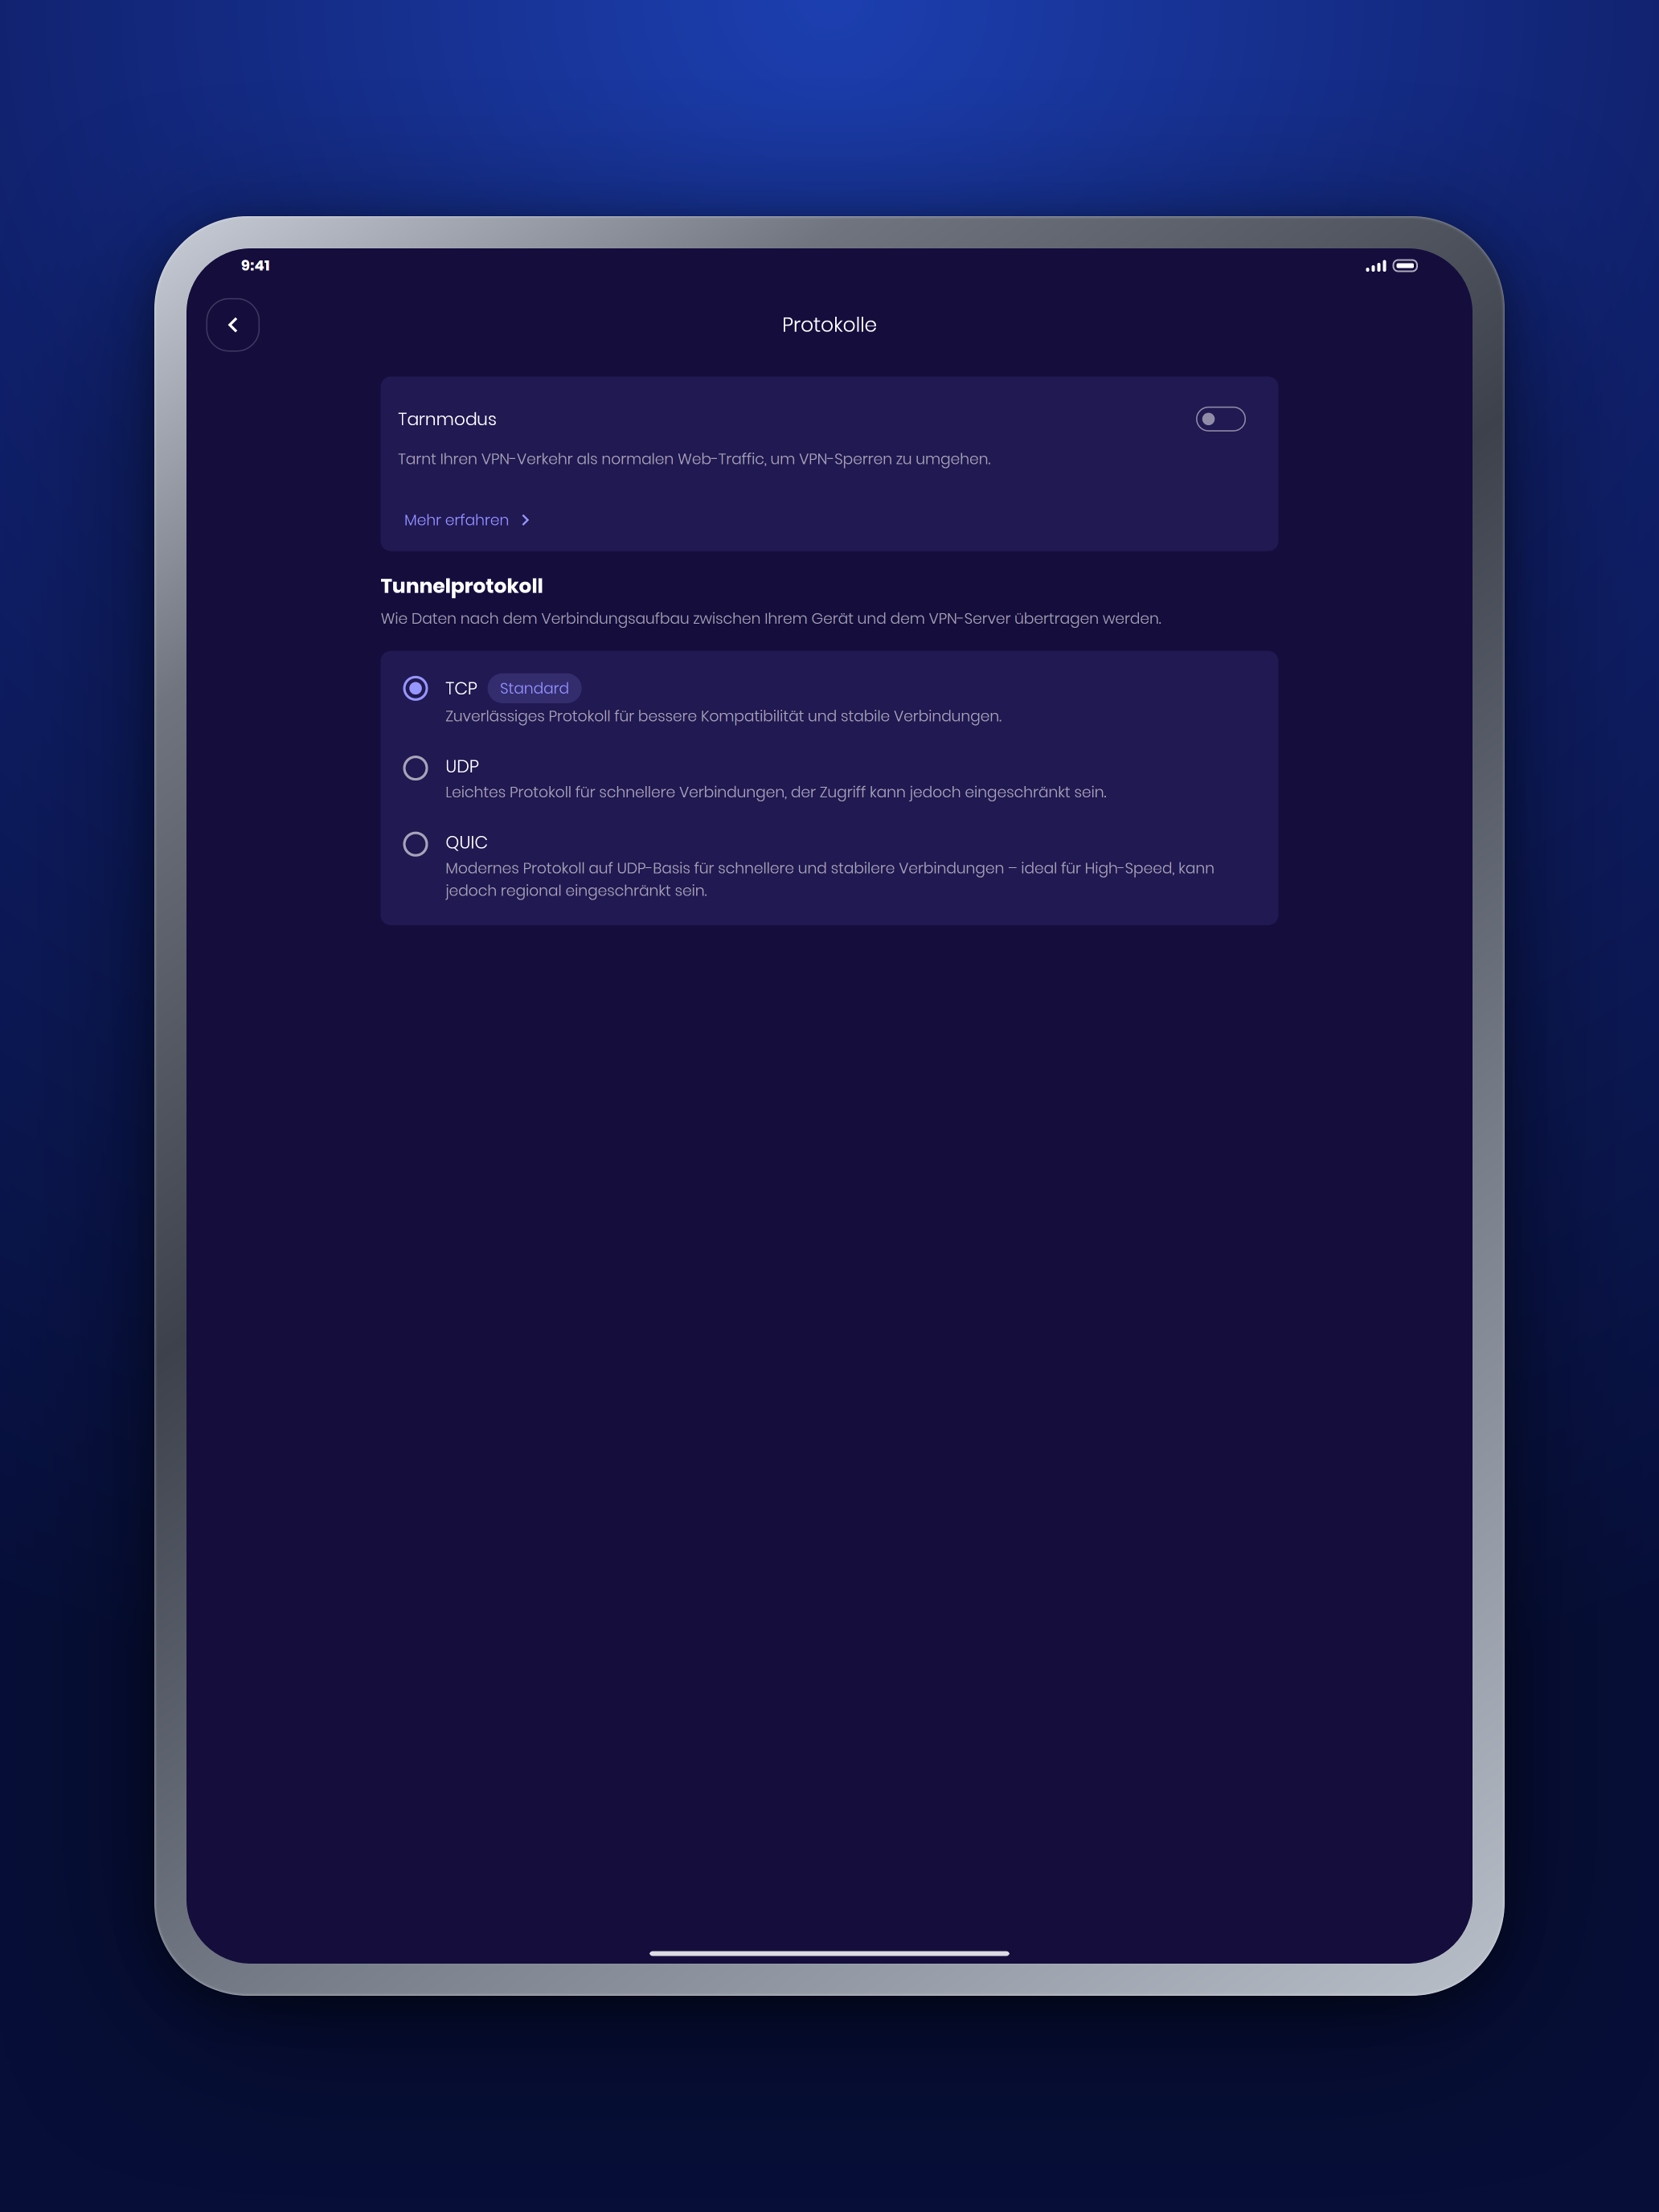 9:41
Protokolle
Tarnmodus
Tarnt Ihren VPN-Verkehr als normalen Web-Traffic, um VPN-Sperren zu umgehen.
Mehr erfahren
Tunnelprotokoll
Wie Daten nach dem Verbindungsaufbau zwischen Ihrem Gerät und dem VPN-Server übertragen werden.
TCP Standard
Zuverlässiges Protokoll für bessere Kompatibilität und stabile Verbindungen.
UDP
Leichtes Protokoll für schnellere Verbindungen, der Zugriff kann jedoch eingeschränkt sein.
QUIC
Modernes Protokoll auf UDP-Basis für schnellere und stabilere Verbindungen – ideal für High-Speed, kann
jedoch regional eingeschränkt sein.